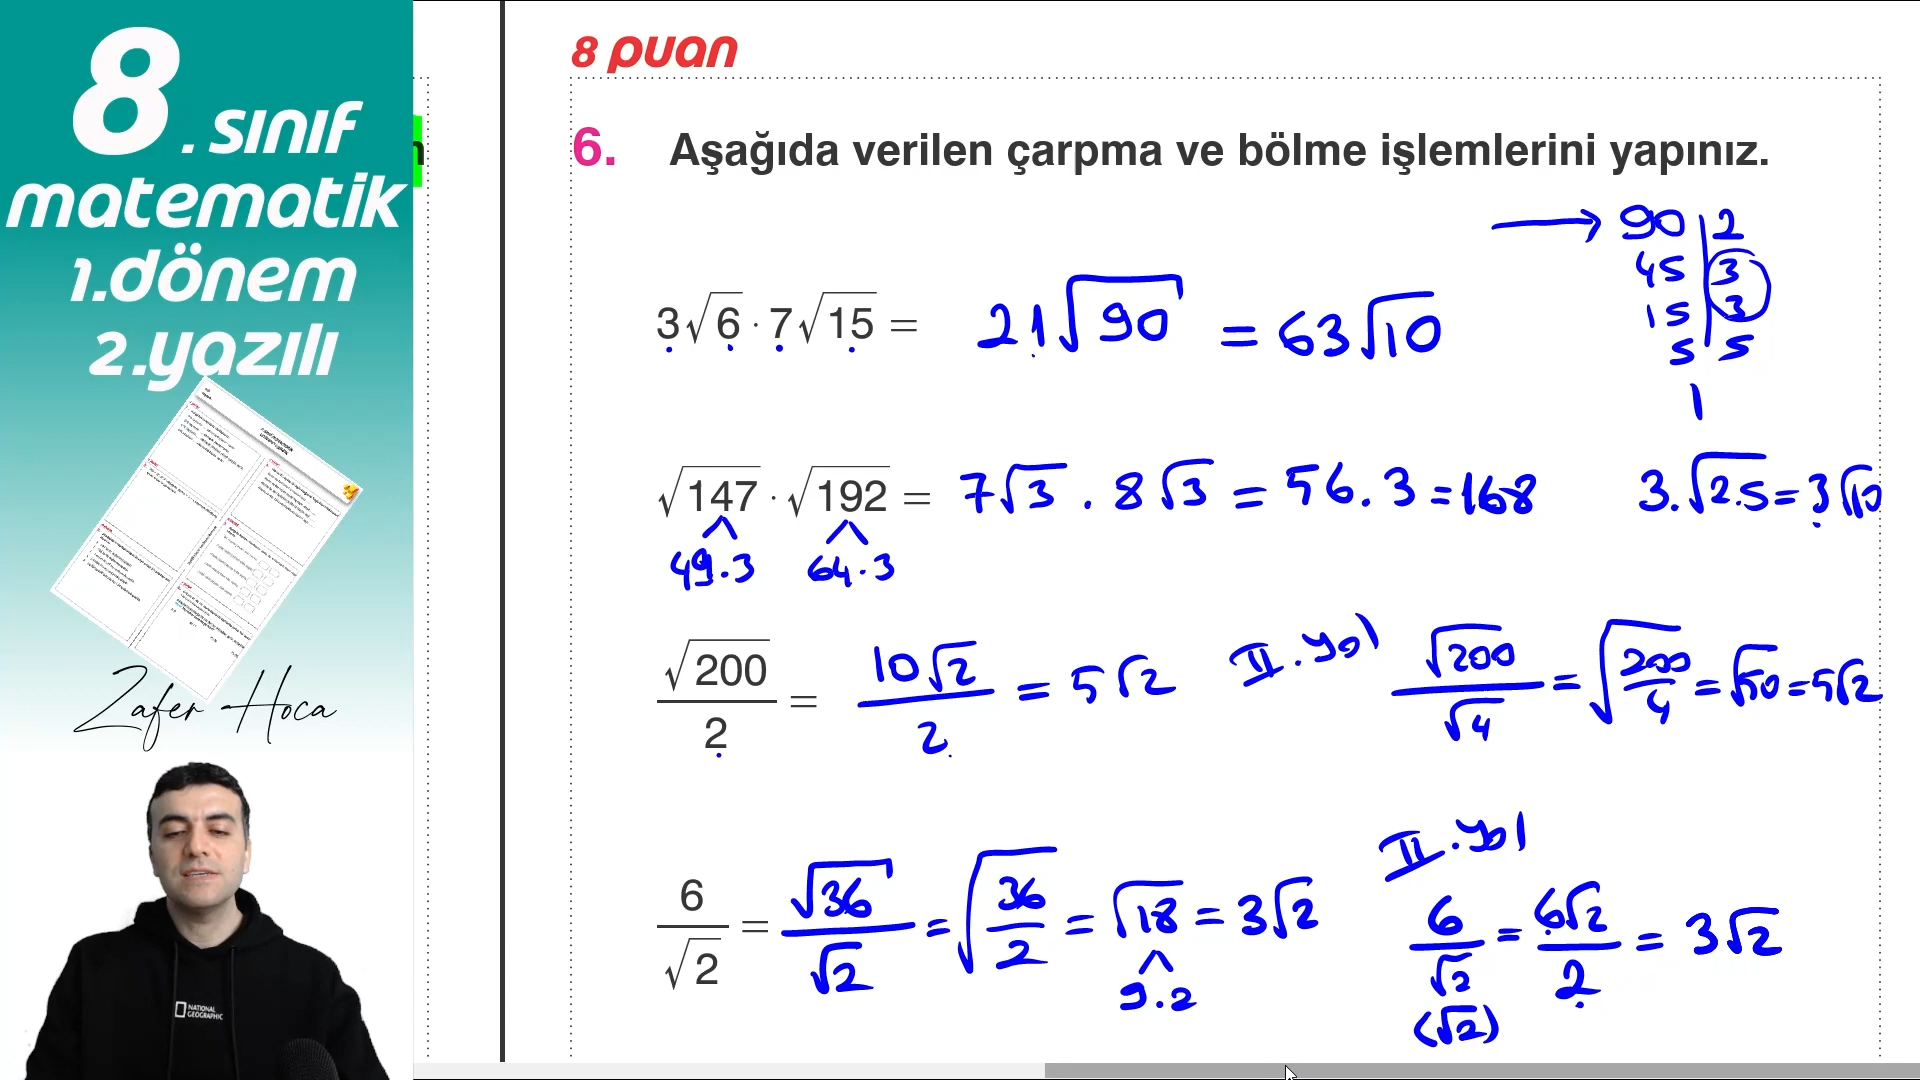 8. sınıf
matematik
1.dönem
2.yazılı
Zafer Hoca
NATIONAL
GEOGRAPHIC
8 puan
6. Aşağıda verilen çarpma ve bölme işlemlerini yapınız.
3√6 · 7√15 = 21√90 = 63√10
→ 90 | 2
45 | 3
15 | 3
5 | 5
1
√147 · √192 = 7√3 . 8√3 = 56.3 = 168
49.3 64.3
3.√2.5 = 3√10
√200/2 = 10√2/2 = 5√2
II.yol √200/√4 = √200/4 = √50 = 5√2
6/√2 = √36/√2 = √36/2 = √18 = 3√2
9.2
II.yol
6/√2 = 6√2/2 = 3√2
(√2)